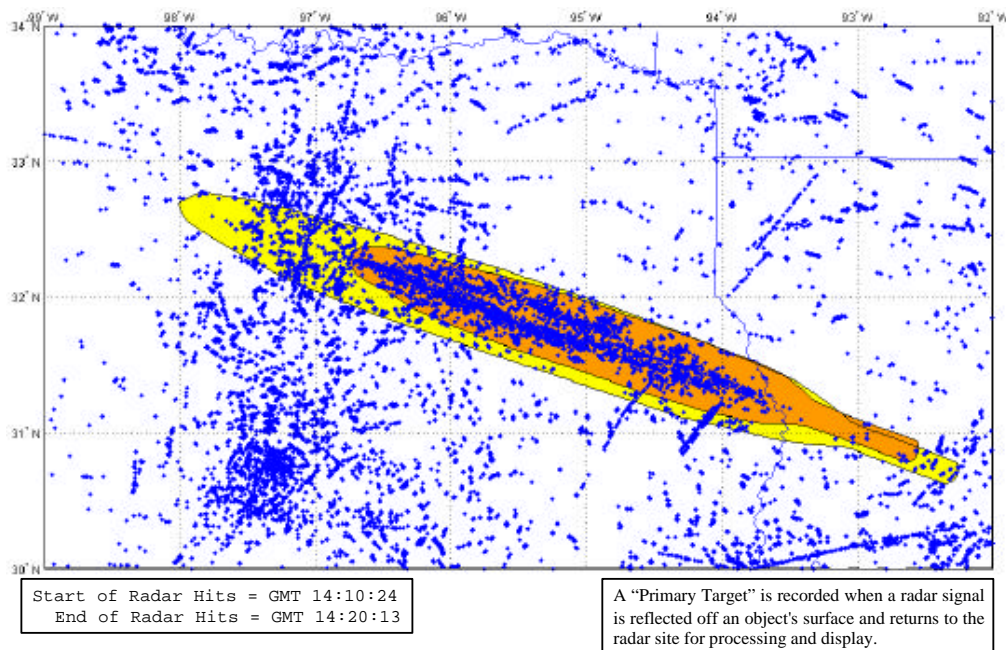 99°W 98°W 97°W 96°W 95°W 94°W 93°W 92°W
34°N
33°N
32°N
31°N
30°N
Start of Radar Hits = GMT 14:10:24
End of Radar Hits = GMT 14:20:13
A “Primary Target” is recorded when a radar signal
is reflected off an object's surface and returns to the
radar site for processing and display.